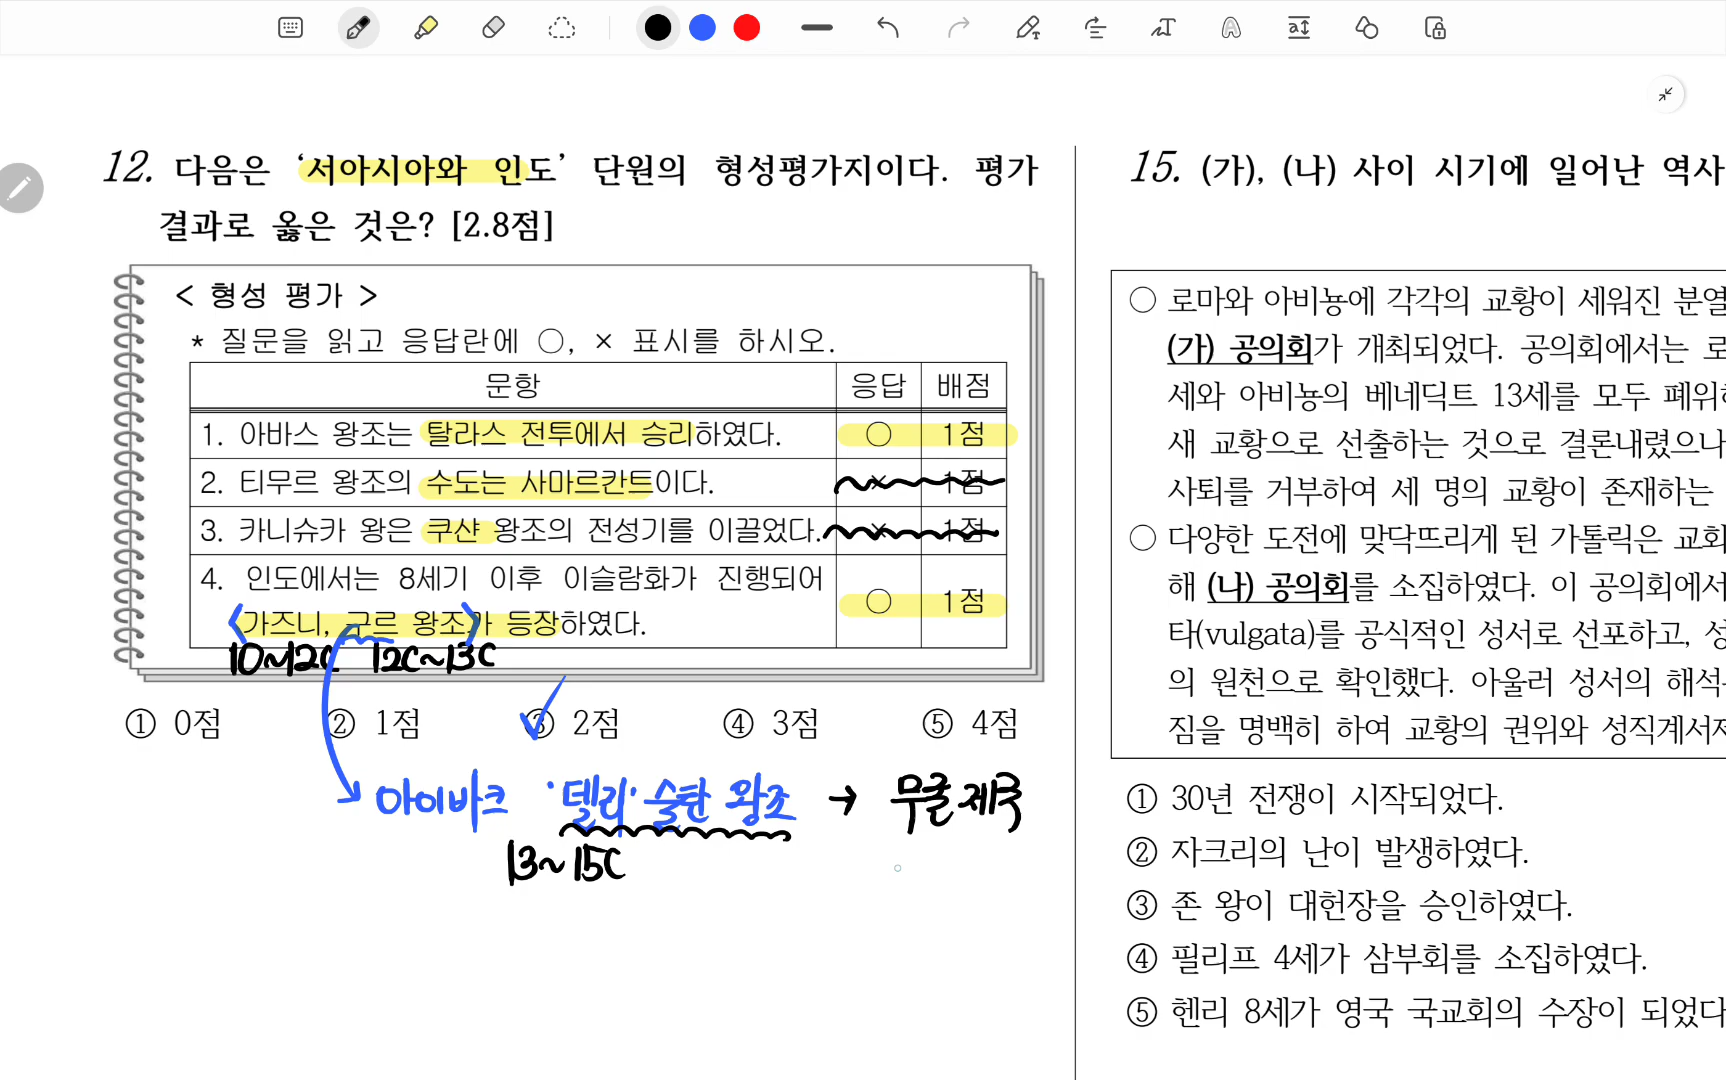 12. 다음은 ‘서아시아와 인도’ 단원의 형성평가지이다. 평가
결과로 옳은 것은? [2.8점]
< 형성 평가 >
* 질문을 읽고 응답란에 ○, × 표시를 하시오.
문항 응답 배점
1. 아바스 왕조는 탈라스 전투에서 승리하였다. ○ 1점
2. 티무르 왕조의 수도는 사마르칸트이다. × 1점
3. 카니슈카 왕은 쿠샨 왕조의 전성기를 이끌었다. × 1점
4. 인도에서는 8세기 이후 이슬람화가 진행되어
가즈니, 구르 왕조가 등장하였다. ○ 1점
10~12C 12C~13C
① 0점 ② 1점 ③ 2점 ④ 3점 ⑤ 4점
아이바크 '델리' 술탄 왕조 → 무굴 제국
13~15C
15. (가), (나) 사이 시기에 일어난 역사
○ 로마와 아비뇽에 각각의 교황이 세워진 분열
(가) 공의회가 개최되었다. 공의회에서는 로
세와 아비뇽의 베네딕트 13세를 모두 폐위하
새 교황으로 선출하는 것으로 결론내렸으나
사퇴를 거부하여 세 명의 교황이 존재하는
○ 다양한 도전에 맞닥뜨리게 된 가톨릭은 교회
해 (나) 공의회를 소집하였다. 이 공의회에서
타(vulgata)를 공식적인 성서로 선포하고, 성
의 원천으로 확인했다. 아울러 성서의 해석
짐을 명백히 하여 교황의 권위와 성직계서제
① 30년 전쟁이 시작되었다.
② 자크리의 난이 발생하였다.
③ 존 왕이 대헌장을 승인하였다.
④ 필리프 4세가 삼부회를 소집하였다.
⑤ 헨리 8세가 영국 국교회의 수장이 되었다